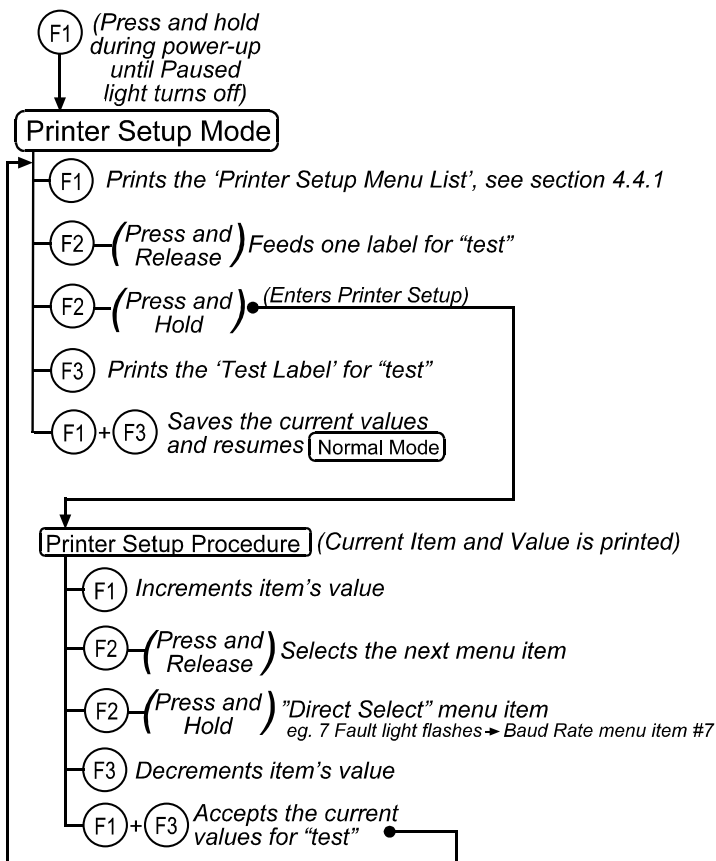 F1 (Press and hold
during power-up
until Paused
light turns off)
Printer Setup Mode
F1 Prints the ‘Printer Setup Menu List’, see section 4.4.1
F2 (Press and
Release) Feeds one label for “test”
F2 (Press and
Hold) (Enters Printer Setup)
F3 Prints the ‘Test Label’ for “test”
F1 + F3 Saves the current values
and resumes Normal Mode
Printer Setup Procedure (Current Item and Value is printed)
F1 Increments item’s value
F2 (Press and
Release) Selects the next menu item
F2 (Press and
Hold) ”Direct Select” menu item
eg. 7 Fault light flashes → Baud Rate menu item #7
F3 Decrements item’s value
F1 + F3 Accepts the current
values for “test”